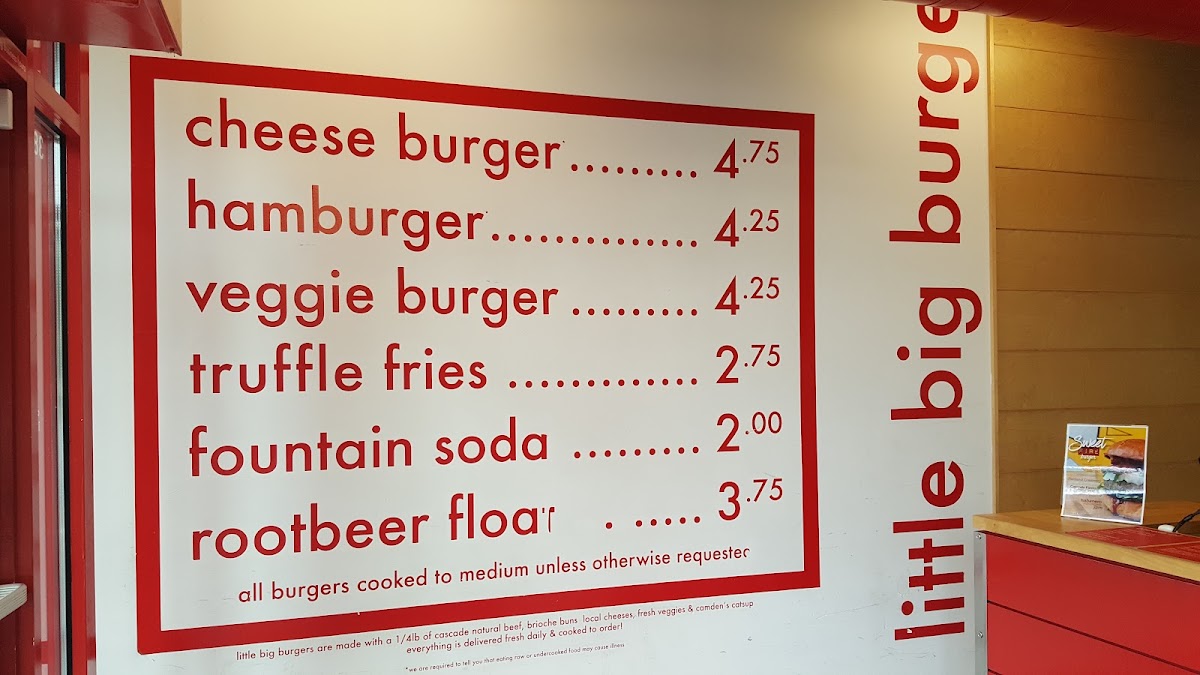 cheese burger......... 4.75
hamburger............. 4.25
veggie burger ......... 4.25
truffle fries ............ 2.75
fountain soda ......... 2.00
rootbeer float . ..... 3.75
all burgers cooked to medium unless otherwise requested
little big burgers are made with a 1/4lb of cascade natural beef, brioche buns local cheeses, fresh veggies & camden's catsup
everything is delivered fresh daily & cooked to order!
*we are required to tell you that eating raw or undercooked food may cause illness
little big burge
Sweet
FIRE
burger